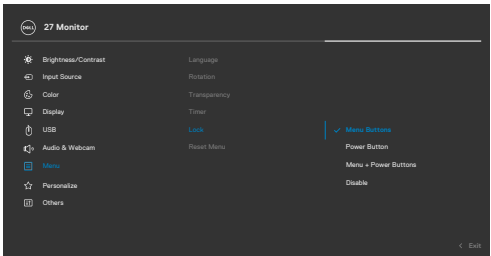 DELL 27 Monitor
Brightness/Contrast Language
Input Source Rotation
Color Transparency
Display Timer
USB Lock Menu Buttons
Audio & Webcam Reset Menu Power Button
Menu Menu + Power Buttons
Personalize Disable
Others
Exit